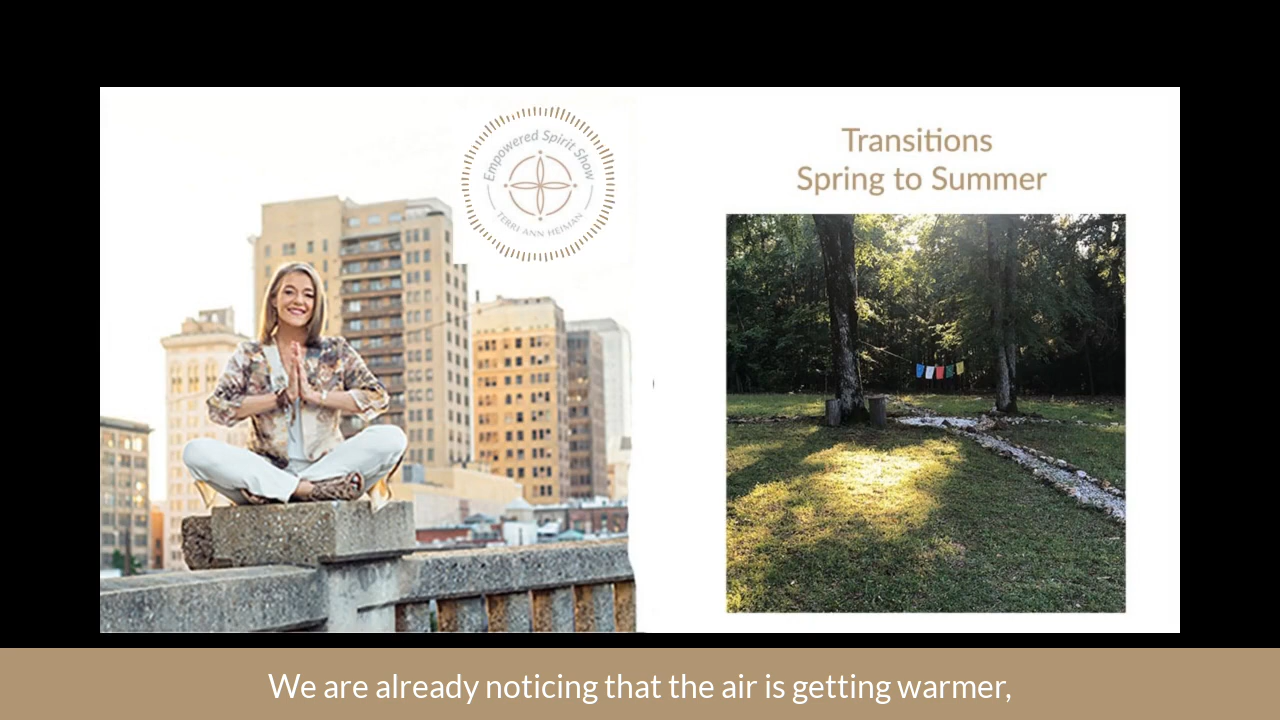 Empowered Spirit Show
TERRI ANN HEIMAN
Transitions
Spring to Summer
We are already noticing that the air is getting warmer,